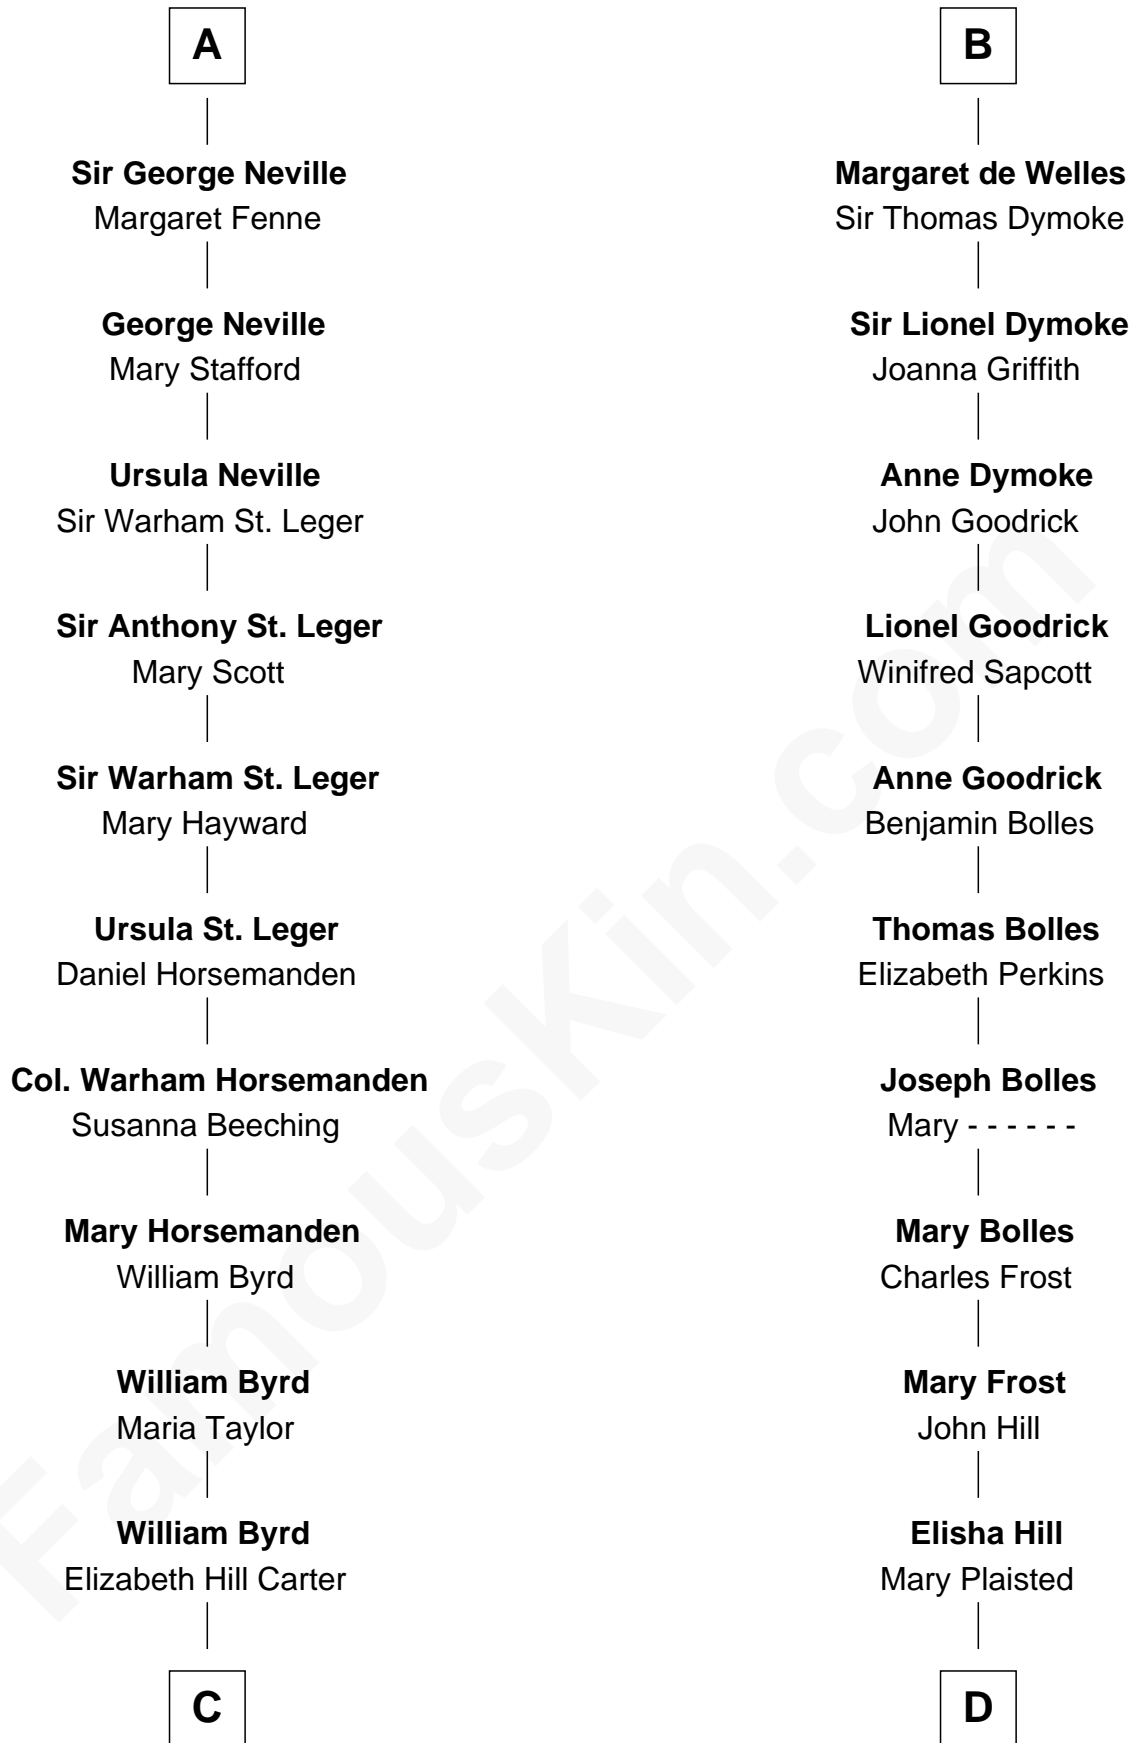 A
Sir George Neville
Margaret Fenne
George Neville
Mary Stafford
Ursula Neville
Sir Warham St. Leger
Sir Anthony St. Leger
Mary Scott
Sir Warham St. Leger
Mary Hayward
Ursula St. Leger
Daniel Horsemanden
Col. Warham Horsemanden
Susanna Beeching
Mary Horsemanden
William Byrd
William Byrd
Maria Taylor
William Byrd
Elizabeth Hill Carter
C
B
Margaret de Welles
Sir Thomas Dymoke
Sir Lionel Dymoke
Joanna Griffith
Anne Dymoke
John Goodrick
Lionel Goodrick
Winifred Sapcott
Anne Goodrick
Benjamin Bolles
Thomas Bolles
Elizabeth Perkins
Joseph Bolles
Mary - - - - - -
Mary Bolles
Charles Frost
Mary Frost
John Hill
Elisha Hill
Mary Plaisted
D
FamousKin.com